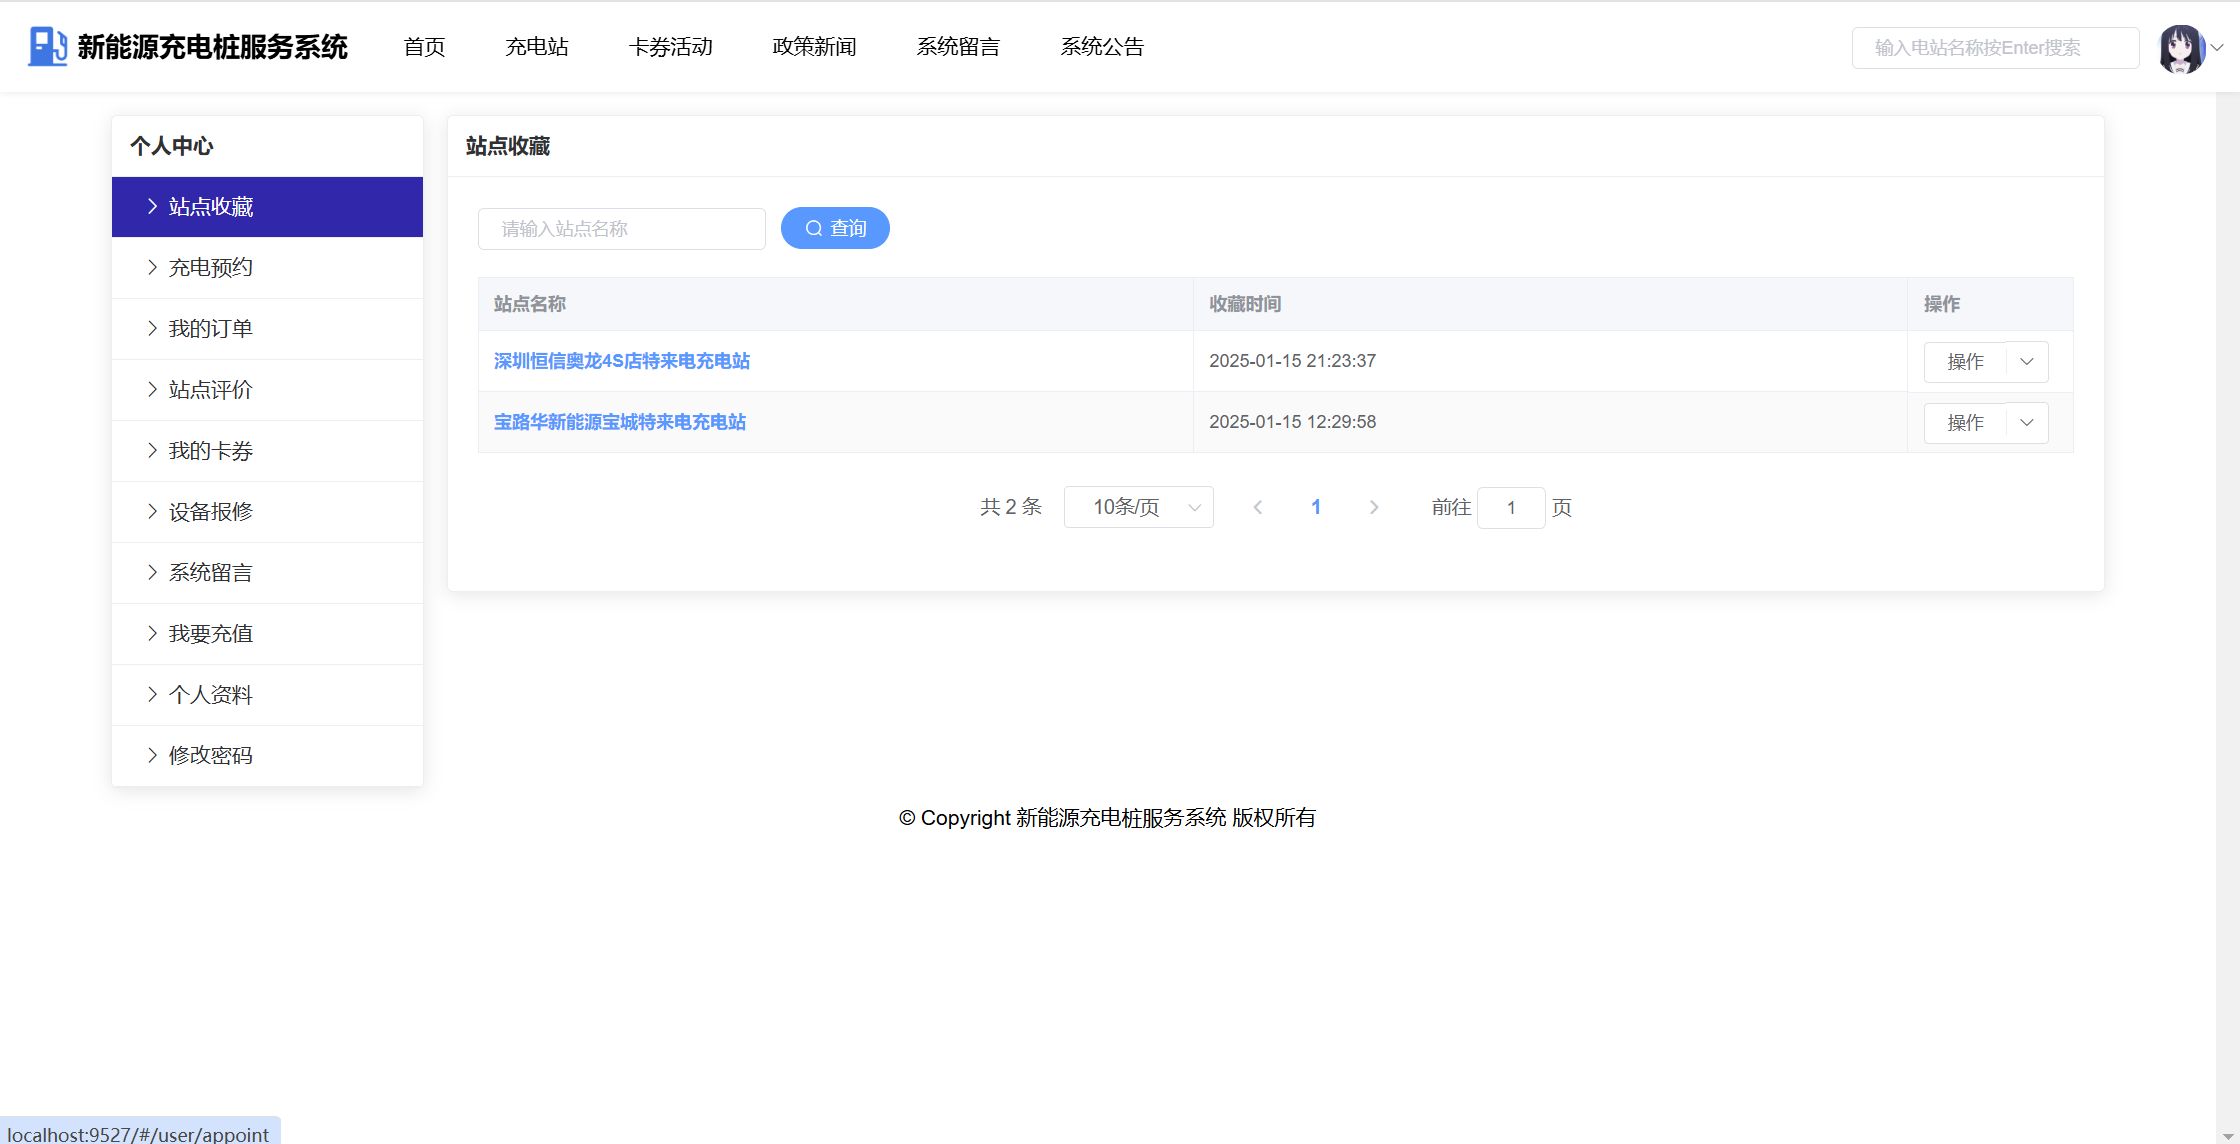 新能源充电桩服务系统 首页 充电站 卡券活动 政策新闻 系统留言 系统公告 输入电站名称按Enter搜索
个人中心
站点收藏
充电预约
我的订单
站点评价
我的卡券
设备报修
系统留言
我要充值
个人资料
修改密码
站点收藏
请输入站点名称 查询
站点名称 收藏时间 操作
深圳恒信奥龙4S店特来电充电站 2025-01-15 21:23:37 操作
宝路华新能源宝城特来电充电站 2025-01-15 12:29:58 操作
共 2 条 10条/页 1 前往 1 页
© Copyright 新能源充电桩服务系统 版权所有
localhost:9527/#/user/appoint